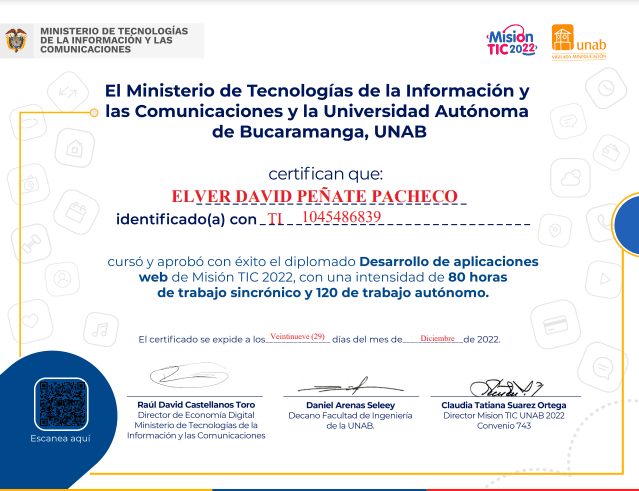 MINISTERIO DE TECNOLOGÍAS
DE LA INFORMACIÓN Y LAS
COMUNICACIONES
Misión
TIC 2022
unab
VIGILADA MINEDUCACIÓN
El Ministerio de Tecnologías de la Información y
las Comunicaciones y la Universidad Autónoma
de Bucaramanga, UNAB
certifican que:
ELVER DAVID PEÑATE PACHECO
identificado(a) con TI 1045486839
cursó y aprobó con éxito el diplomado Desarrollo de aplicaciones
web de Misión TIC 2022, con una intensidad de 80 horas
de trabajo sincrónico y 120 de trabajo autónomo.
El certificado se expide a los Veintinueve (29) días del mes de Diciembre de 2022.
Raúl David Castellanos Toro
Director de Economía Digital
Ministerio de Tecnologías de la
Información y las Comunicaciones
Daniel Arenas Seleey
Decano Facultad de Ingeniería
de la UNAB.
Claudia Tatiana Suarez Ortega
Director Mision TIC UNAB 2022
Convenio 743
Escanea aquí